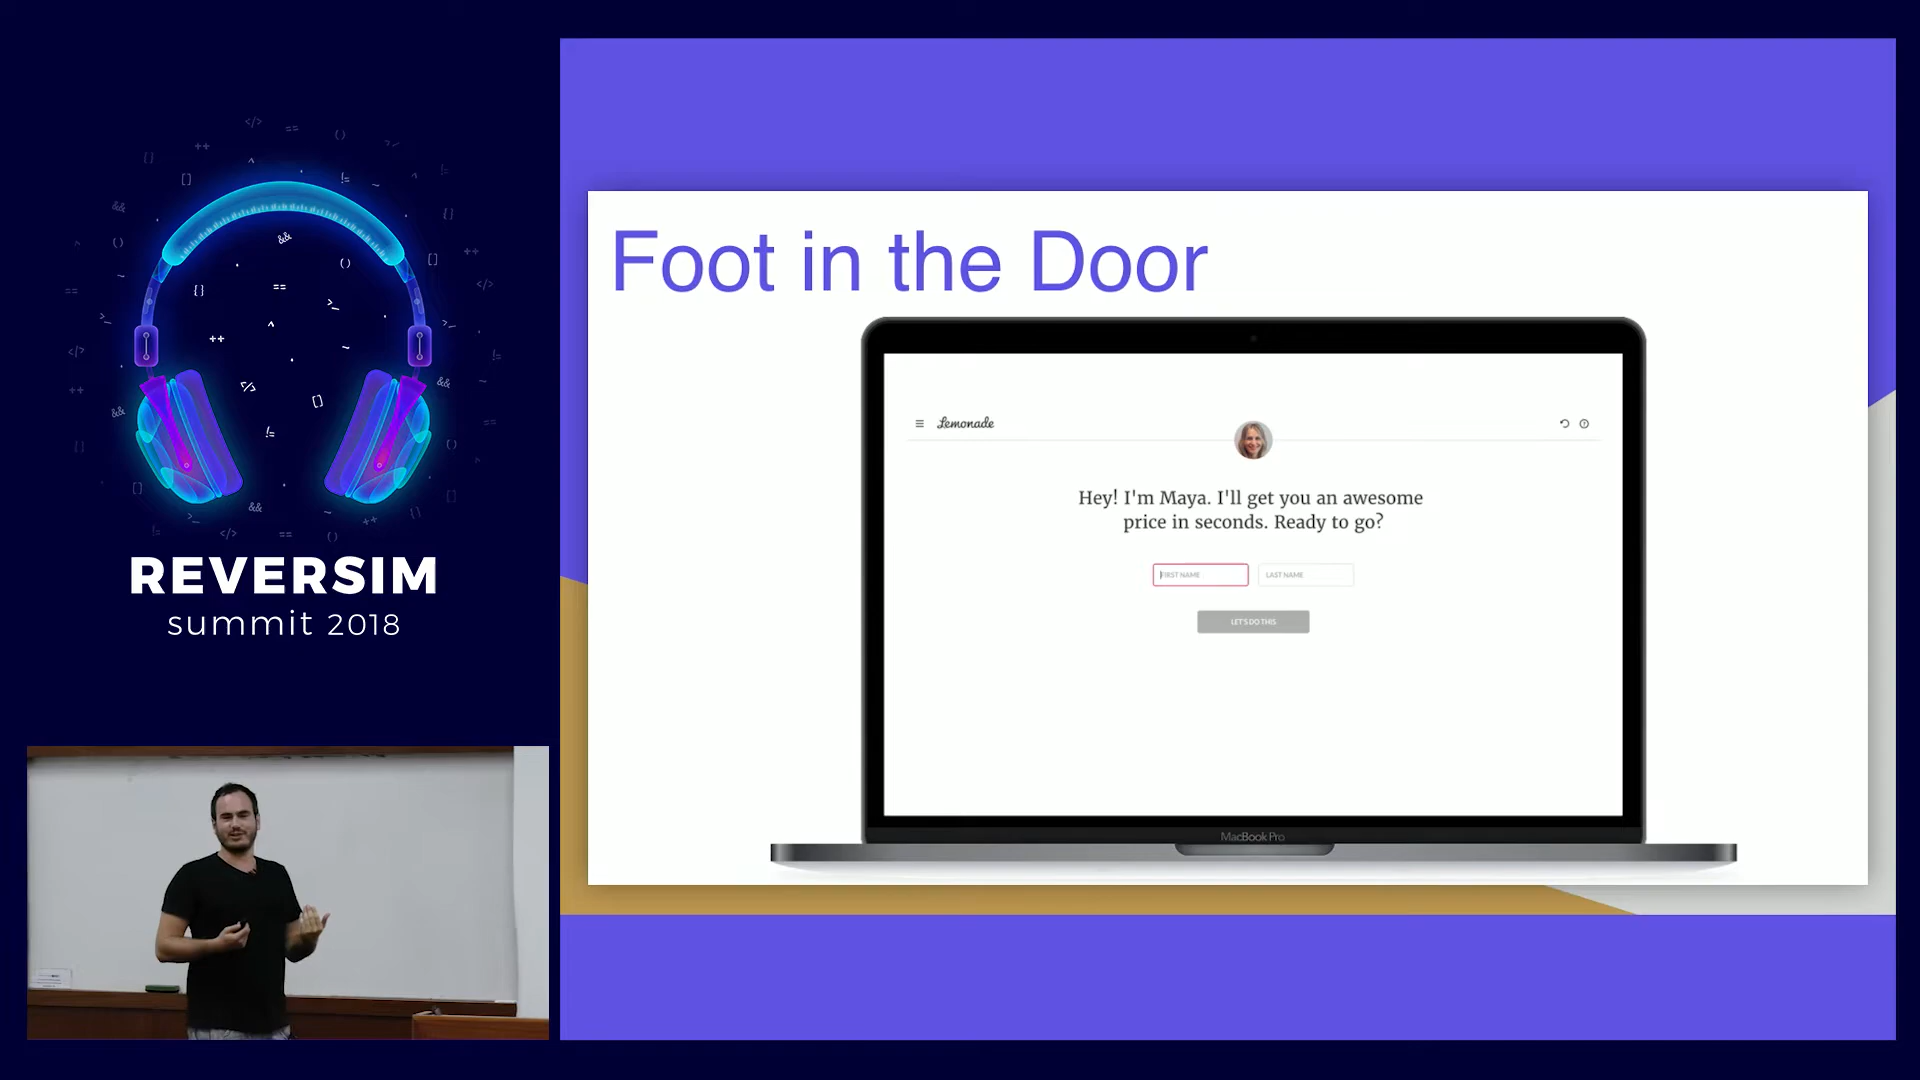 REVERSIM
summit 2018
Foot in the Door
Lemonade
Hey! I'm Maya. I'll get you an awesome
price in seconds. Ready to go?
FIRST NAME
LAST NAME
LET'S DO THIS
MacBook Pro